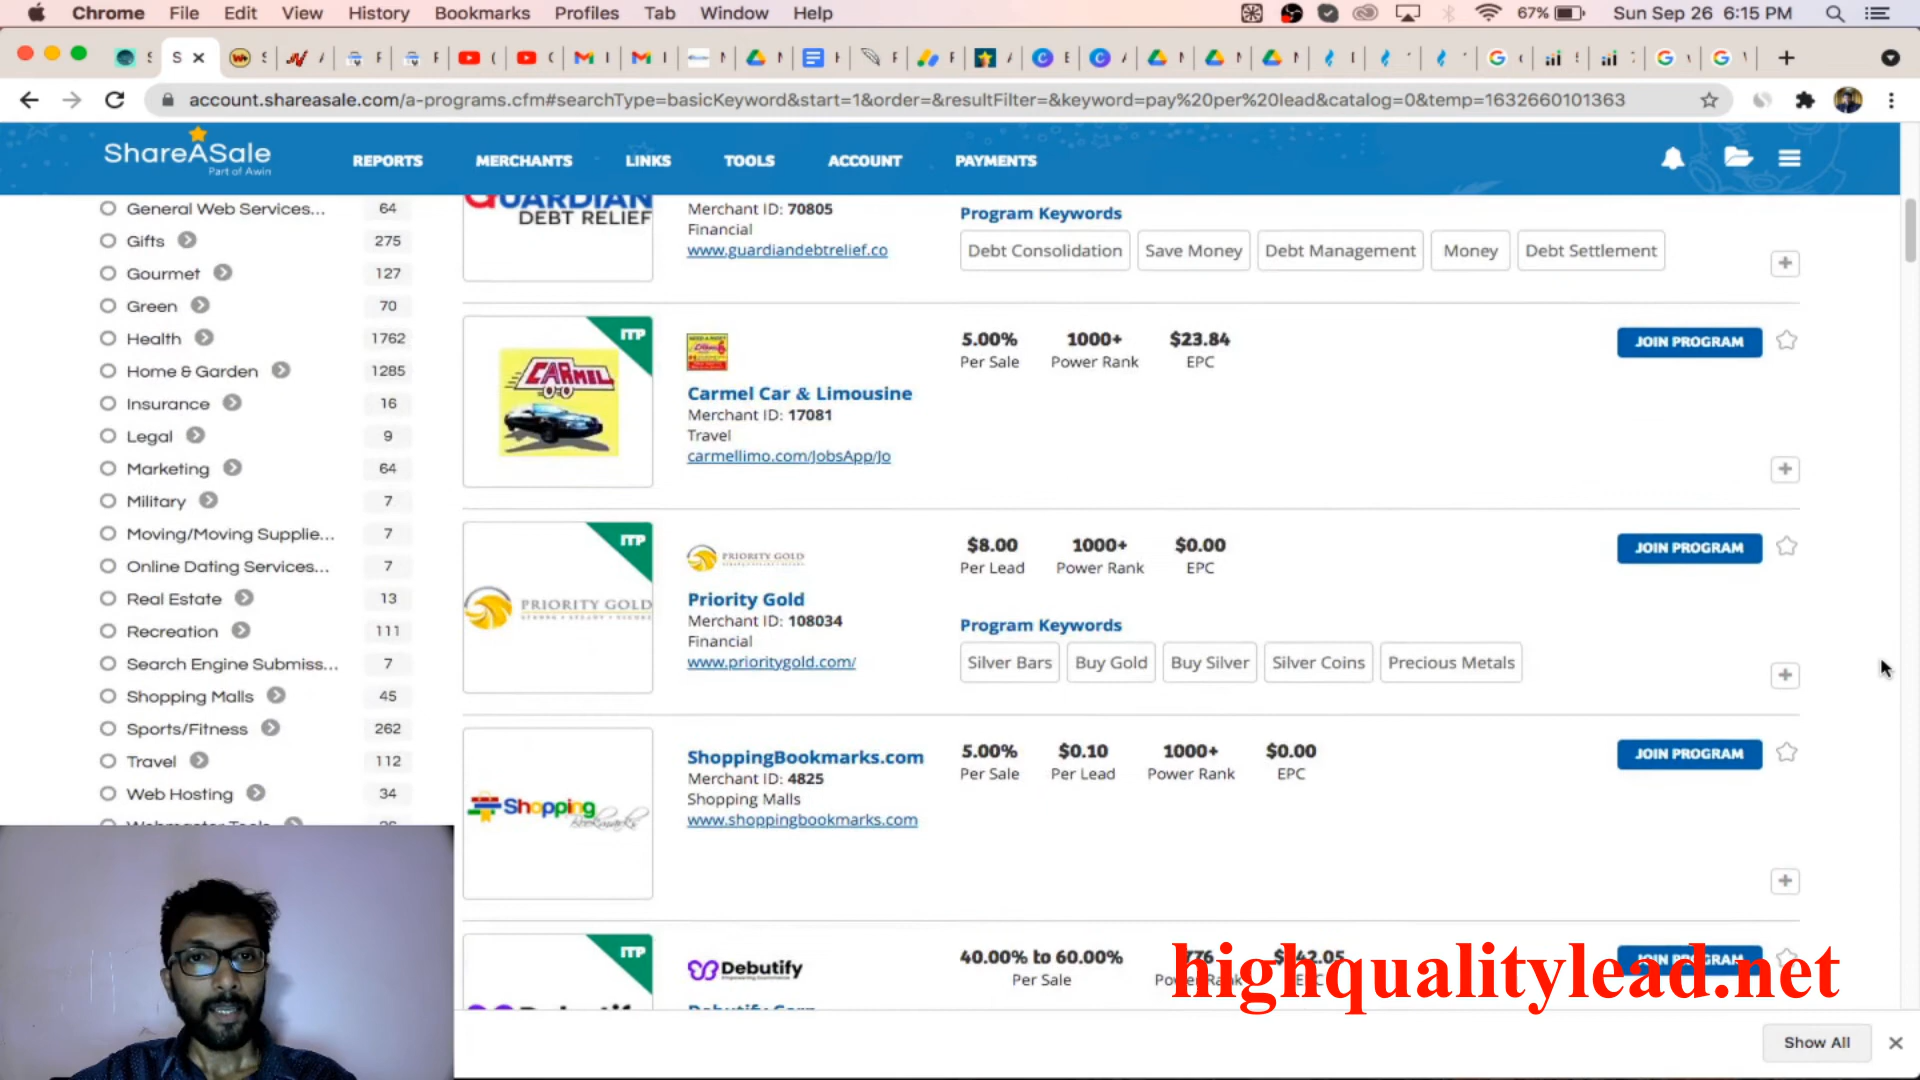 Chrome File Edit View History Bookmarks Profiles Tab Window Help 67% Sun Sep 26 6:15 PM
account.shareasale.com/a-programs.cfm#searchType=basicKeyword&start=1&order=&resultFilter=&keyword=pay%20per%20lead&catalog=0&temp=1632660101363
ShareASale
Part of Awin
REPORTS MERCHANTS LINKS TOOLS ACCOUNT PAYMENTS
General Web Services... 64
Gifts 275
Gourmet 127
Green 70
Health 1762
Home & Garden 1285
Insurance 16
Legal 9
Marketing 64
Military 7
Moving/Moving Supplie... 7
Online Dating Services... 7
Real Estate 13
Recreation 111
Search Engine Submiss... 7
Shopping Malls 45
Sports/Fitness 262
Travel 112
Web Hosting 34
GUARDIAN
DEBT RELIEF
Merchant ID: 70805
Financial
www.guardiandebtrelief.co
Program Keywords
Debt Consolidation Save Money Debt Management Money Debt Settlement
ITP
CARMEL
Carmel Car & Limousine
Merchant ID: 17081
Travel
carmellimo.com/JobsApp/Jo
5.00% 1000+ $23.84
Per Sale Power Rank EPC
JOIN PROGRAM
ITP
PRIORITY GOLD
PRIORITY GOLD
Priority Gold
Merchant ID: 108034
Financial
www.prioritygold.com/
$8.00 1000+ $0.00
Per Lead Power Rank EPC
JOIN PROGRAM
Program Keywords
Silver Bars Buy Gold Buy Silver Silver Coins Precious Metals
Shopping
Bookmarks
ShoppingBookmarks.com
Merchant ID: 4825
Shopping Malls
www.shoppingbookmarks.com
5.00% $0.10 1000+ $0.00
Per Sale Per Lead Power Rank EPC
JOIN PROGRAM
ITP
Debutify
40.00% to 60.00%
Per Sale
JOIN PROGRAM
highqualitylead.net
Show All